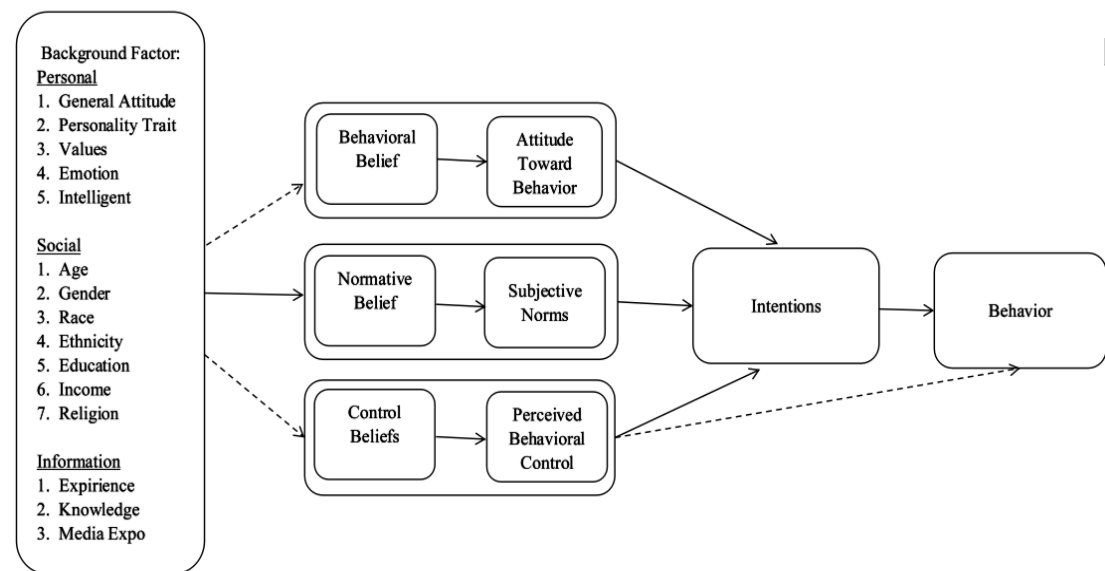 Background Factor:
Personal
1. General Attitude
2. Personality Trait
3. Values
4. Emotion
5. Intelligent
Social
1. Age
2. Gender
3. Race
4. Ethnicity
5. Education
6. Income
7. Religion
Information
1. Expirience
2. Knowledge
3. Media Expo
Behavioral
Belief
Attitude
Toward
Behavior
Normative
Belief
Subjective
Norms
Control
Beliefs
Perceived
Behavioral
Control
Intentions
Behavior